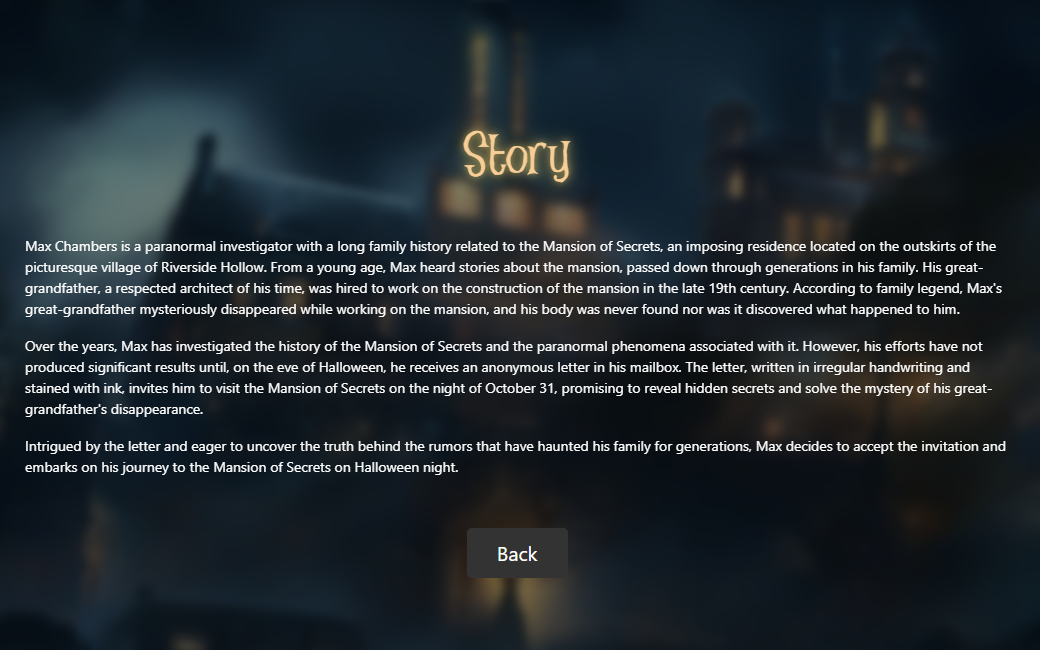 Story
Max Chambers is a paranormal investigator with a long family history related to the Mansion of Secrets, an imposing residence located on the outskirts of the
picturesque village of Riverside Hollow. From a young age, Max heard stories about the mansion, passed down through generations in his family. His great-
grandfather, a respected architect of his time, was hired to work on the construction of the mansion in the late 19th century. According to family legend, Max's
great-grandfather mysteriously disappeared while working on the mansion, and his body was never found nor was it discovered what happened to him.
Over the years, Max has investigated the history of the Mansion of Secrets and the paranormal phenomena associated with it. However, his efforts have not
produced significant results until, on the eve of Halloween, he receives an anonymous letter in his mailbox. The letter, written in irregular handwriting and
stained with ink, invites him to visit the Mansion of Secrets on the night of October 31, promising to reveal hidden secrets and solve the mystery of his great-
grandfather's disappearance.
Intrigued by the letter and eager to uncover the truth behind the rumors that have haunted his family for generations, Max decides to accept the invitation and
embarks on his journey to the Mansion of Secrets on Halloween night.
Back